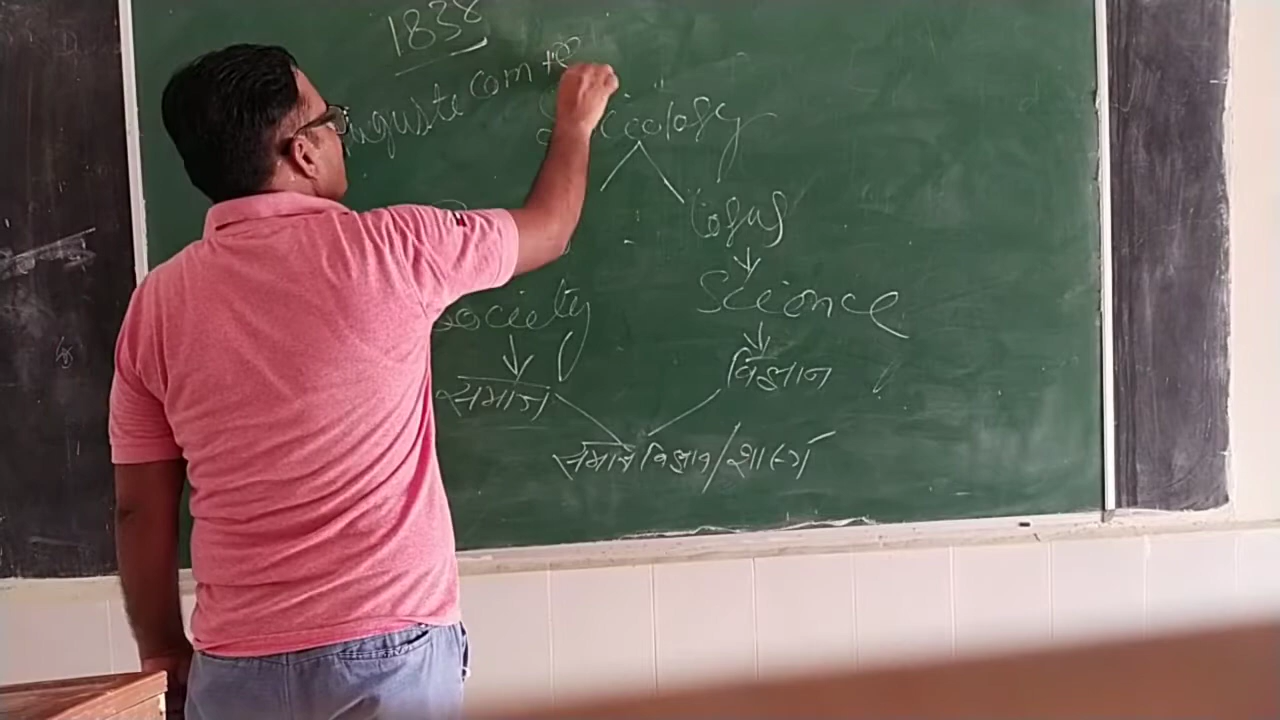 1838
Auguste Comte
Sociology
logus
Society
Science
समाज
विज्ञान
समाज विज्ञान/शास्त्र